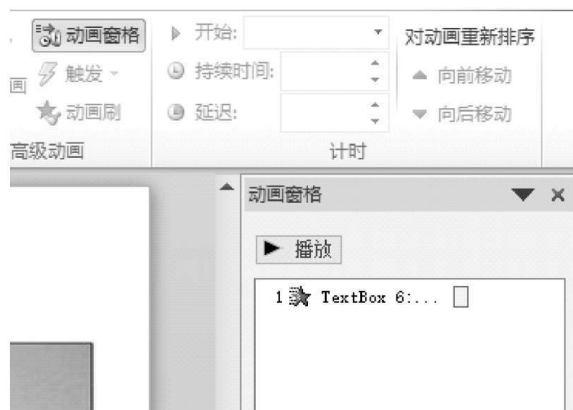 动画窗格
开始:
对动画重新排序
画
触发
持续时间:
向前移动
动画刷
延迟:
向后移动
高级动画
计时
动画窗格
播放
1 TextBox 6:...